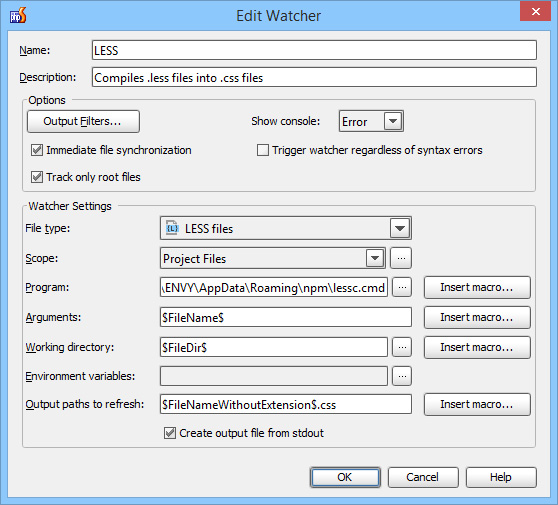 Edit Watcher
Name: LESS
Description: Compiles .less files into .css files
Options
Output Filters... Show console: Error
Immediate file synchronization Trigger watcher regardless of syntax errors
Track only root files
Watcher Settings
File type: LESS files
Scope: Project Files ...
Program: \ENVY\AppData\Roaming\npm\lessc.cmd ... Insert macro...
Arguments: $FileName$ Insert macro...
Working directory: $FileDir$ ... Insert macro...
Environment variables: ...
Output paths to refresh: $FileNameWithoutExtension$.css Insert macro...
Create output file from stdout
OK Cancel Help